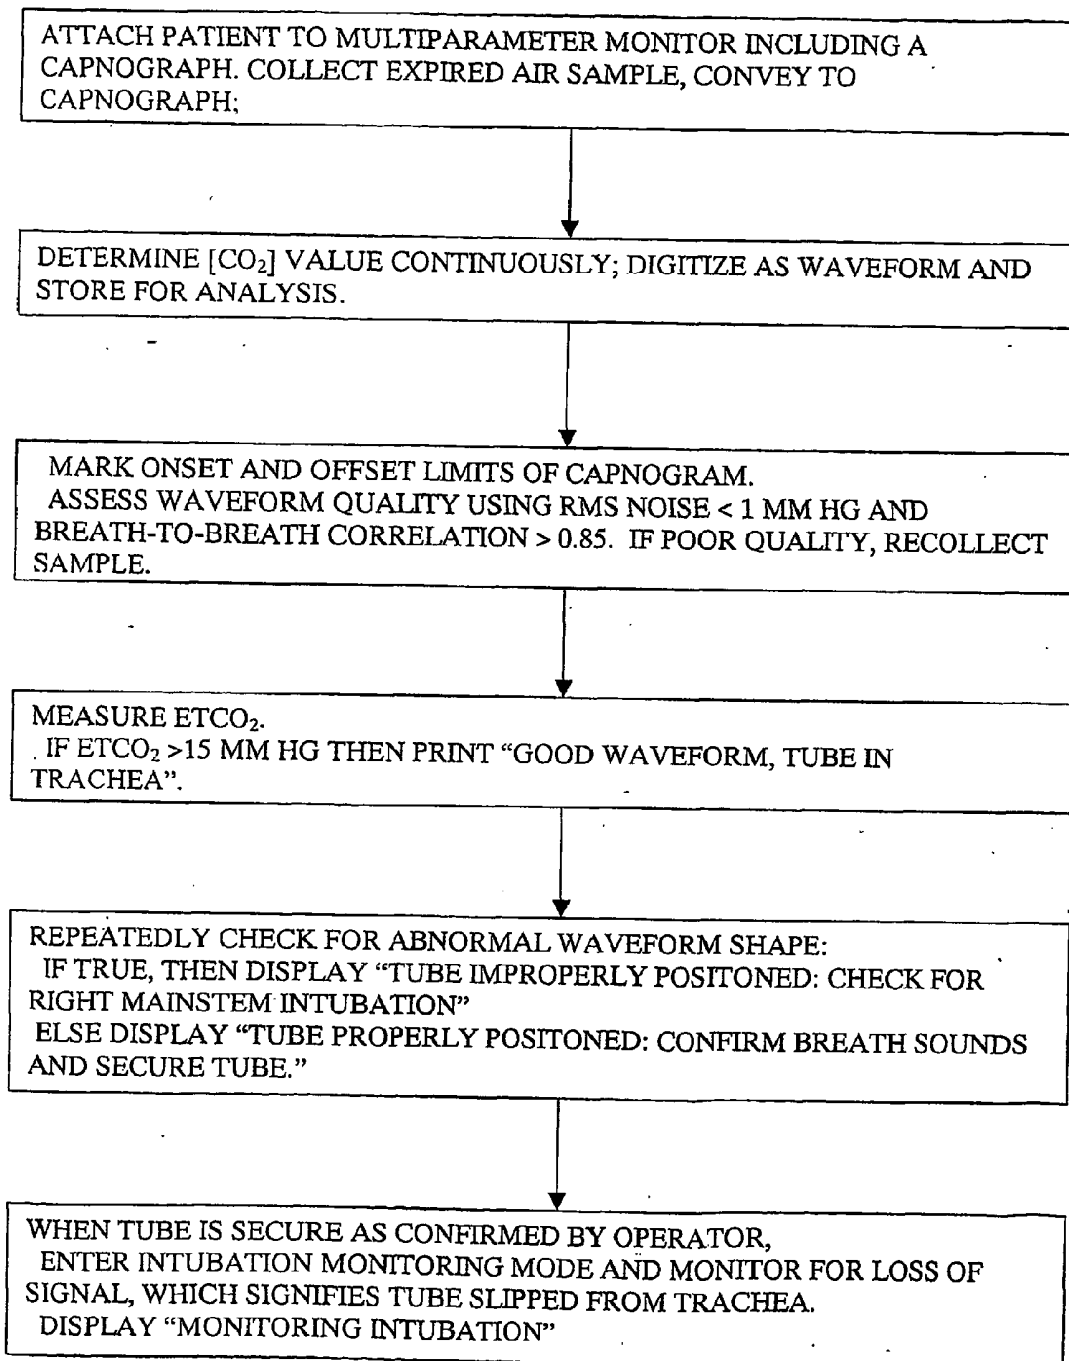 ATTACH PATIENT TO MULTIPARAMETER MONITOR INCLUDING A
CAPNOGRAPH. COLLECT EXPIRED AIR SAMPLE, CONVEY TO
CAPNOGRAPH;
DETERMINE [CO₂] VALUE CONTINUOUSLY; DIGITIZE AS WAVEFORM AND
STORE FOR ANALYSIS.
MARK ONSET AND OFFSET LIMITS OF CAPNOGRAM.
ASSESS WAVEFORM QUALITY USING RMS NOISE < 1 MM HG AND
BREATH-TO-BREATH CORRELATION > 0.85. IF POOR QUALITY, RECOLLECT
SAMPLE.
MEASURE ETCO₂.
IF ETCO₂ >15 MM HG THEN PRINT “GOOD WAVEFORM, TUBE IN
TRACHEA”.
REPEATEDLY CHECK FOR ABNORMAL WAVEFORM SHAPE:
IF TRUE, THEN DISPLAY “TUBE IMPROPERLY POSITONED: CHECK FOR
RIGHT MAINSTEM INTUBATION”
ELSE DISPLAY “TUBE PROPERLY POSITONED: CONFIRM BREATH SOUNDS
AND SECURE TUBE.”
WHEN TUBE IS SECURE AS CONFIRMED BY OPERATOR,
ENTER INTUBATION MONITORING MODE AND MONITOR FOR LOSS OF
SIGNAL, WHICH SIGNIFIES TUBE SLIPPED FROM TRACHEA.
DISPLAY “MONITORING INTUBATION”